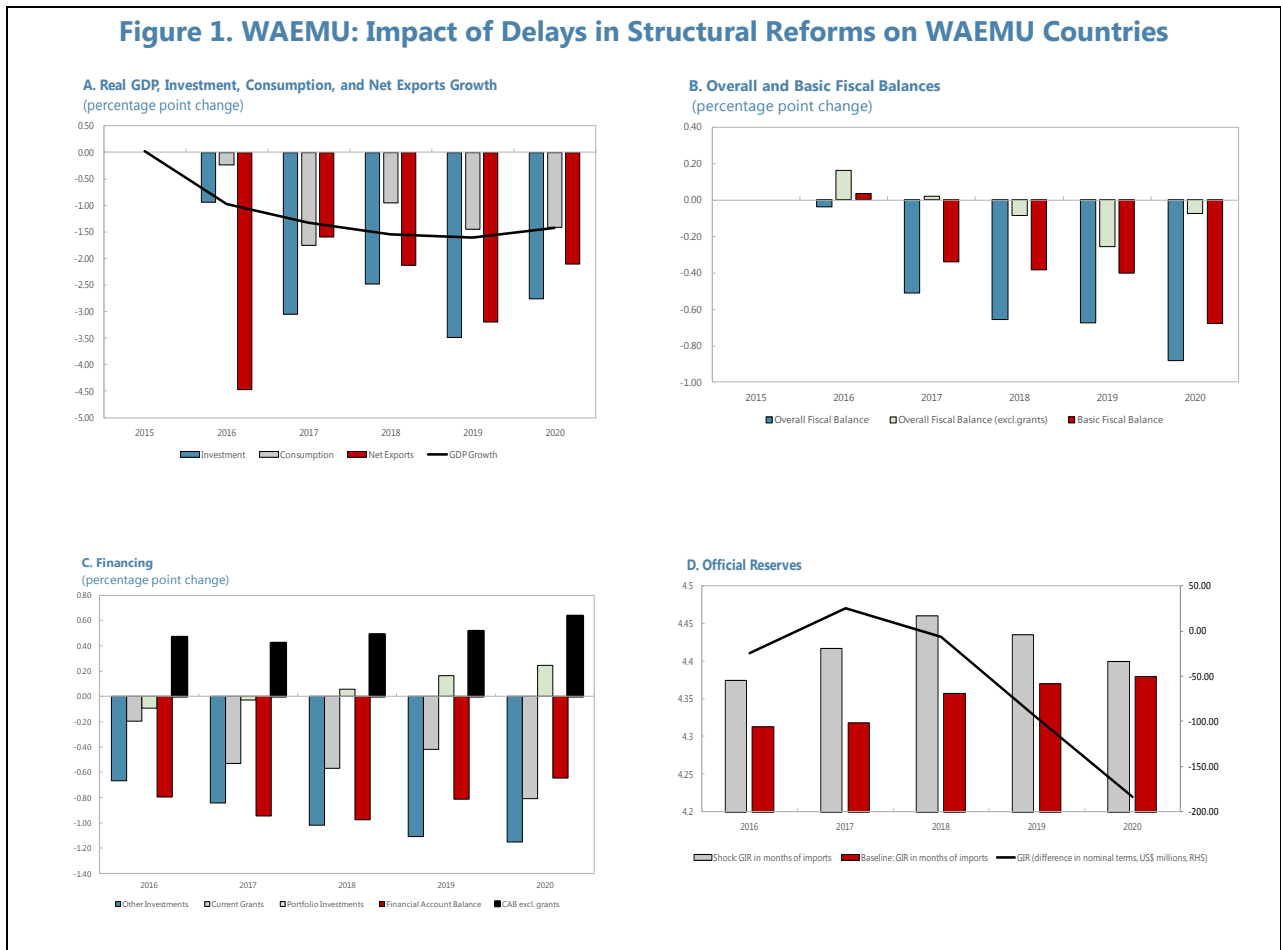 Figure 1. WAEMU: Impact of Delays in Structural Reforms on WAEMU Countries
A. Real GDP, Investment, Consumption, and Net Exports Growth
(percentage point change)
0.50
0.00
-0.50
-1.00
-1.50
-2.00
-2.50
-3.00
-3.50
-4.00
-4.50
-5.00
2015 2016 2017 2018 2019 2020
Investment Consumption Net Exports GDP Growth
B. Overall and Basic Fiscal Balances
(percentage point change)
0.40
0.20
0.00
-0.20
-0.40
-0.60
-0.80
-1.00
2015 2016 2017 2018 2019 2020
Overall Fiscal Balance Overall Fiscal Balance (excl.grants) Basic Fiscal Balance
C. Financing
(percentage point change)
0.80
0.60
0.40
0.20
0.00
-0.20
-0.40
-0.60
-0.80
-1.00
-1.20
-1.40
2016 2017 2018 2019 2020
Other Investments Current Grants Portfolio Investments Financial Account Balance CAB excl. grants
D. Official Reserves
4.5
4.45
4.4
4.35
4.3
4.25
4.2
50.00
0.00
-50.00
-100.00
-150.00
-200.00
2016 2017 2018 2019 2020
Shock: GIR in months of imports Baseline: GIR in months of imports GIR (difference in nominal terms, US$ millions, RHS)